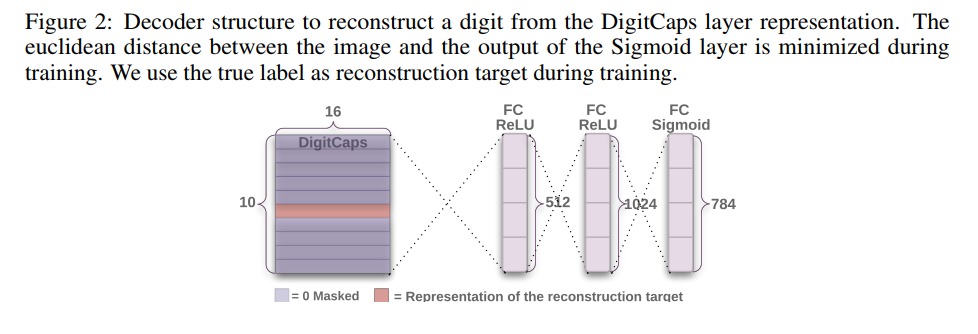 Figure 2: Decoder structure to reconstruct a digit from the DigitCaps layer representation. The
euclidean distance between the image and the output of the Sigmoid layer is minimized during
training. We use the true label as reconstruction target during training.
16
FC
ReLU
FC
ReLU
FC
Sigmoid
DigitCaps
10
512
1024
784
= 0 Masked
= Representation of the reconstruction target